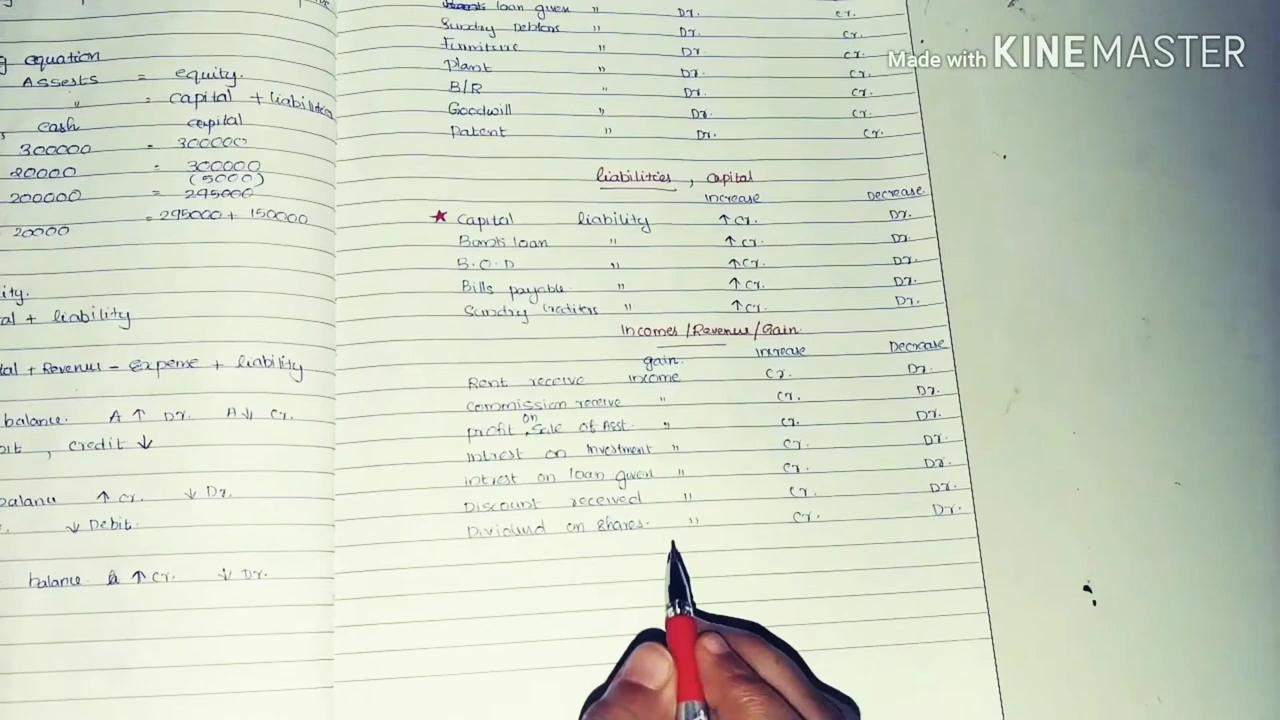 equation
Assests = equity.
" = capital + liabilities
cash capital
300000 = 300000
20000 = 300000
(5000)
200000 = 295000
= 295000 + 150000
20000
ity.
al + liability
tal + Revenue - Expense + liability
balance. A ↑ Dr. A ↓ Cr.
, credit ↓
balance ↑ Cr. ↓ Dr.
↓ Debit.
balance ↑ Cr. ↓ Dr.
loan given " Dr. Cr.
Sundry Debtors " Dr. Cr.
Furniture " Dr. Cr.
Plant " Dr. Cr.
B/R " Dr. Cr.
Goodwill " Dr. Cr.
Patent " Dr. Cr.
liabilities, capital
Increase Decrease
★ Capital liability ↑ Cr. Dr.
Bank loan " ↑ Cr. Dr.
B.O.D " ↑ Cr. Dr.
Bills payable " ↑ Cr. Dr.
Sundry Crediters " ↑ Cr. Dr.
Incomes/Revenue/Gain
gain. Increase Decrease
Rent receive income Cr. Dr.
Commission receive " Cr. Dr.
profit on Sale of Asst. " Cr. Dr.
Intrest on Investment " Cr. Dr.
Intrest on loan given " Cr. Dr.
Discount received " Cr. Dr.
Dividend on Shares. " Cr. Dr.
Made with KINEMASTER